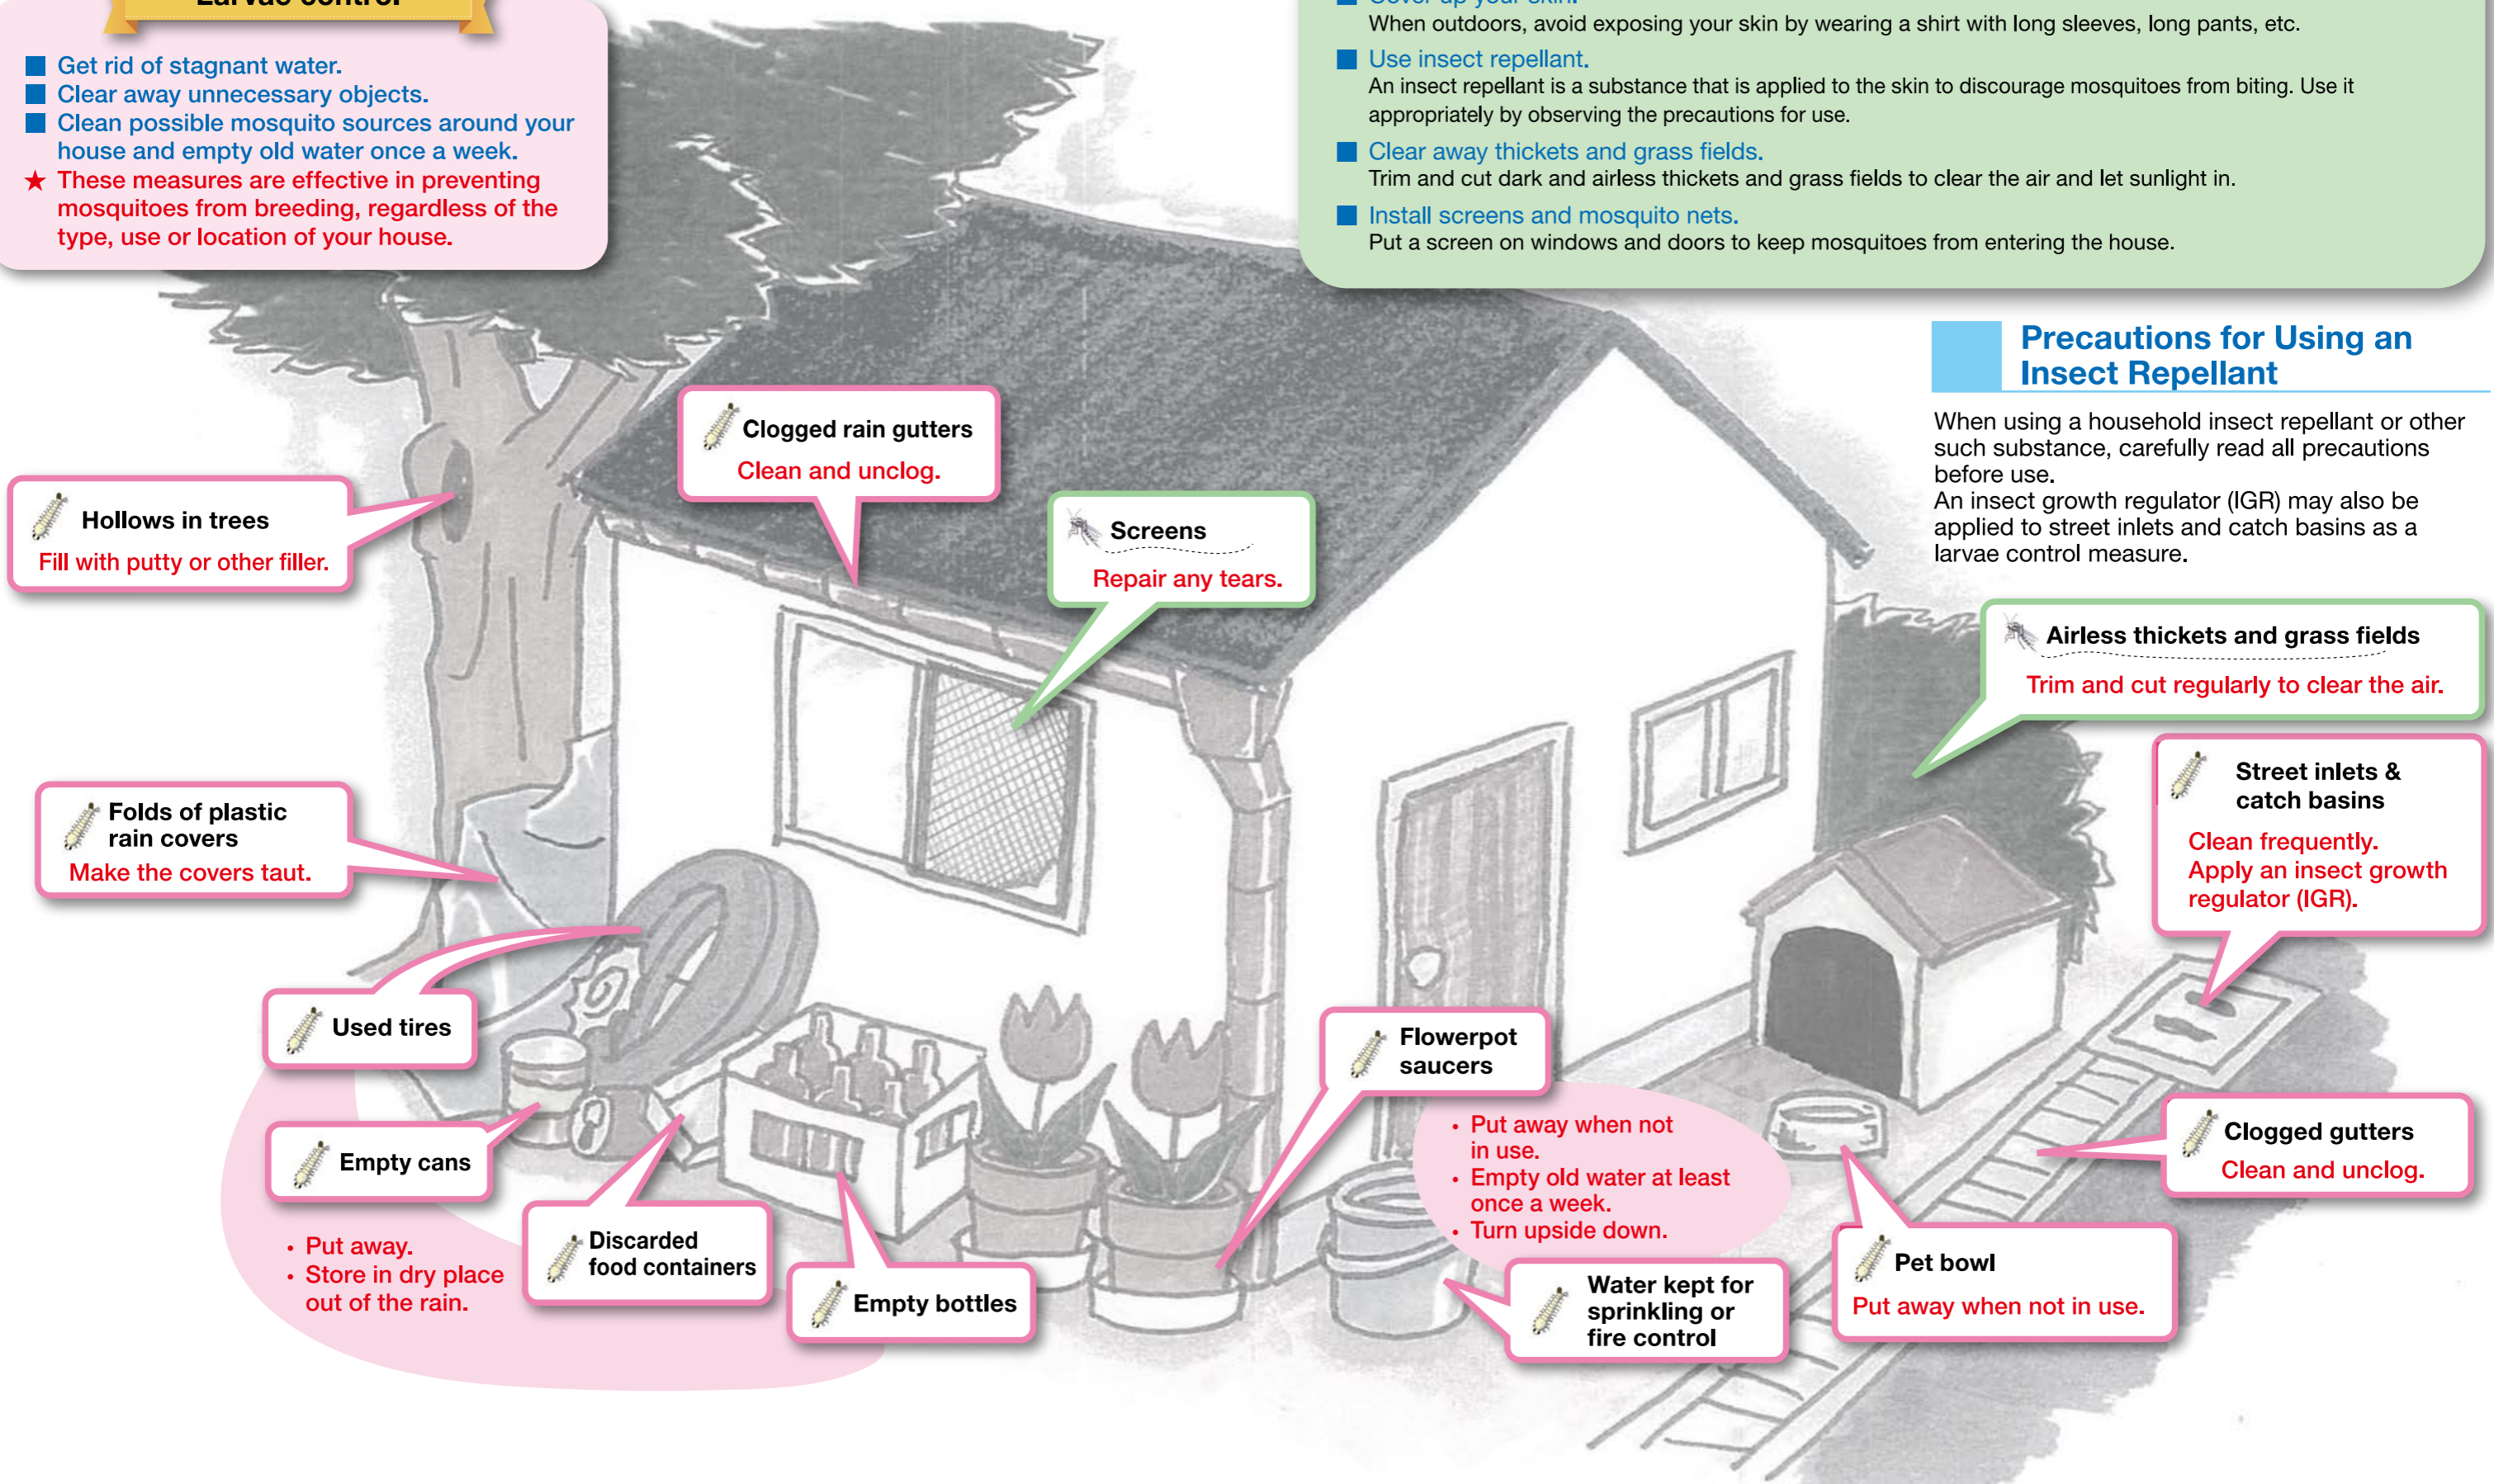 Larvae control
Get rid of stagnant water.
Clear away unnecessary objects.
Clean possible mosquito sources around your
house and empty old water once a week.
★ These measures are effective in preventing
mosquitoes from breeding, regardless of the
type, use or location of your house.
Cover up your skin.
When outdoors, avoid exposing your skin by wearing a shirt with long sleeves, long pants, etc.
Use insect repellant.
An insect repellant is a substance that is applied to the skin to discourage mosquitoes from biting. Use it
appropriately by observing the precautions for use.
Clear away thickets and grass fields.
Trim and cut dark and airless thickets and grass fields to clear the air and let sunlight in.
Install screens and mosquito nets.
Put a screen on windows and doors to keep mosquitoes from entering the house.
Precautions for Using an
Insect Repellant
When using a household insect repellant or other
such substance, carefully read all precautions
before use.
An insect growth regulator (IGR) may also be
applied to street inlets and catch basins as a
larvae control measure.
Clogged rain gutters
Clean and unclog.
Hollows in trees
Fill with putty or other filler.
Screens
Repair any tears.
Airless thickets and grass fields
Trim and cut regularly to clear the air.
Street inlets &
catch basins
Clean frequently.
Apply an insect growth
regulator (IGR).
Folds of plastic
rain covers
Make the covers taut.
Used tires
Flowerpot
saucers
Empty cans
• Put away when not
in use.
• Empty old water at least
once a week.
• Turn upside down.
Clogged gutters
Clean and unclog.
• Put away.
• Store in dry place
out of the rain.
Discarded
food containers
Empty bottles
Water kept for
sprinkling or
fire control
Pet bowl
Put away when not in use.